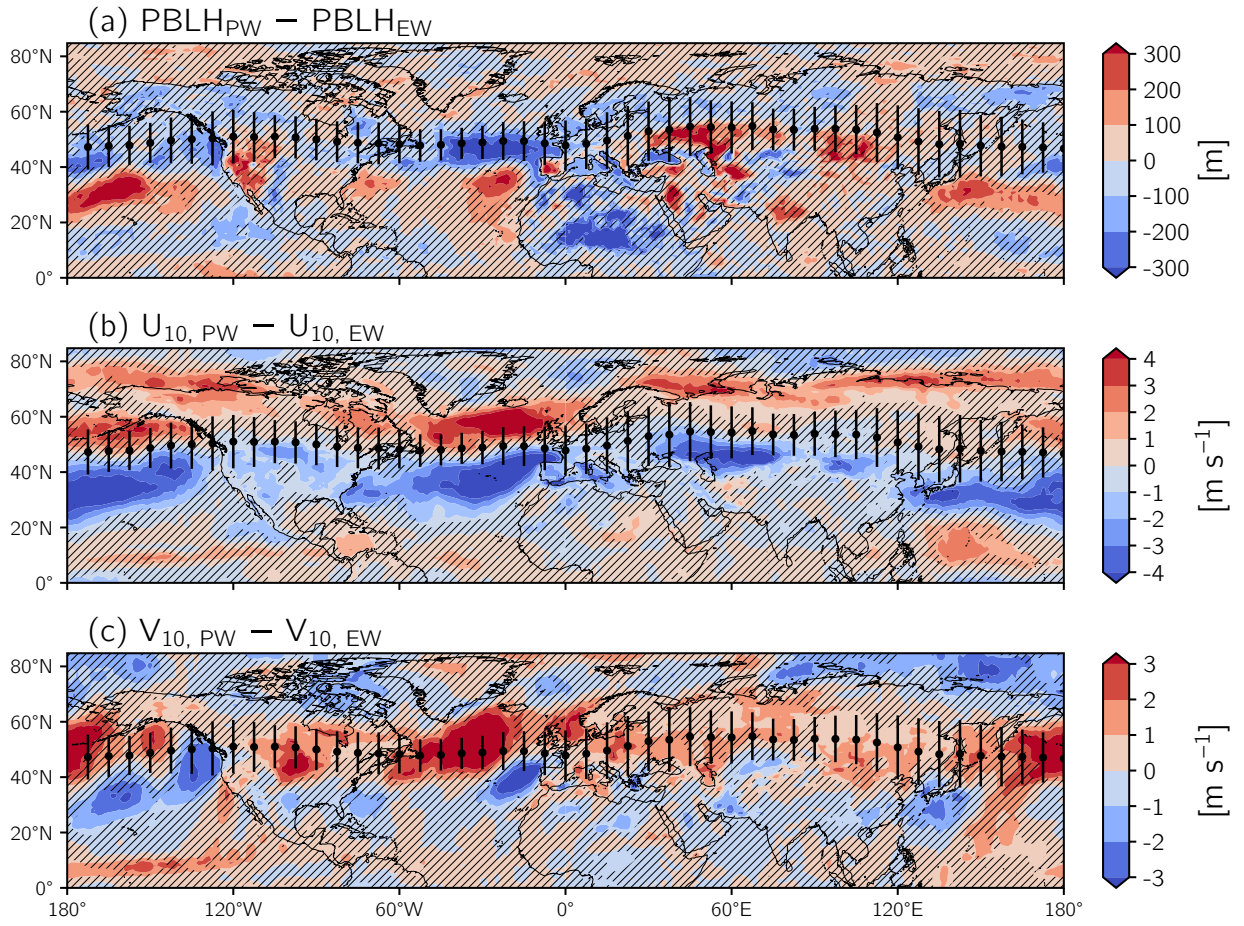 (a) PBLH_PW − PBLH_EW
80°N
60°N
40°N
20°N
0°
300
200
100
0
-100
-200
-300
[m]
(b) U_10, PW − U_10, EW
80°N
60°N
40°N
20°N
0°
4
3
2
1
0
-1
-2
-3
-4
[m s⁻¹]
(c) V_10, PW − V_10, EW
80°N
60°N
40°N
20°N
0°
3
2
1
0
-1
-2
-3
[m s⁻¹]
180° 120°W 60°W 0° 60°E 120°E 180°